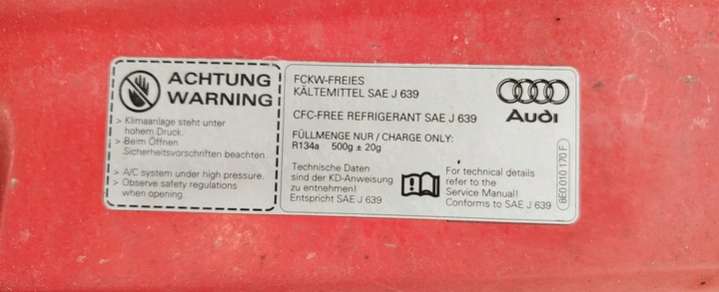 ACHTUNG
WARNING
> Klimaanlage steht unter
hohem Druck.
> Beim Öffnen
Sicherheitsvorschriften beachten.
> A/C system under high pressure.
> Observe safety regulations
when opening.
FCKW-FREIES
KÄLTEMITTEL SAE J 639
CFC-FREE REFRIGERANT SAE J 639
FÜLLMENGE NUR / CHARGE ONLY:
R134a 500g ± 20g
Technische Daten
sind der KD-Anweisung
zu entnehmen!
Entspricht SAE J 639
For technical details
refer to the
Service Manual!
Conforms to SAE J 639
Audi
8E0 010 170 F